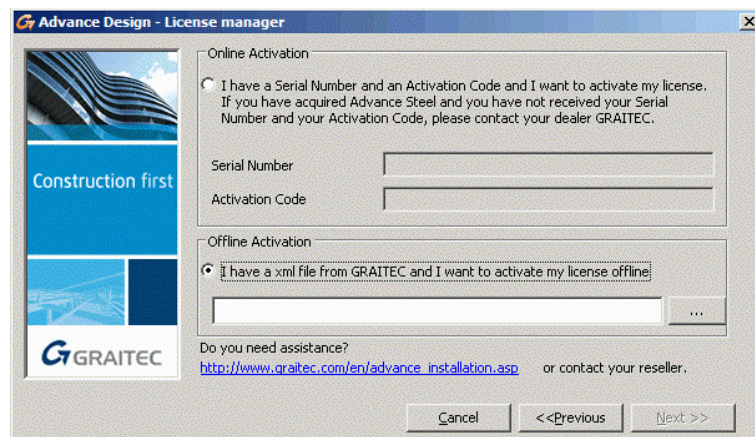 Advance Design - License manager
Construction first
GRAITEC
Online Activation
I have a Serial Number and an Activation Code and I want to activate my license.
If you have acquired Advance Steel and you have not received your Serial
Number and your Activation Code, please contact your dealer GRAITEC.
Serial Number
Activation Code
Offline Activation
I have a xml file from GRAITEC and I want to activate my license offline
...
Do you need assistance?
http://www.graitec.com/en/advance_installation.asp or contact your reseller.
Cancel <<Previous Next >>